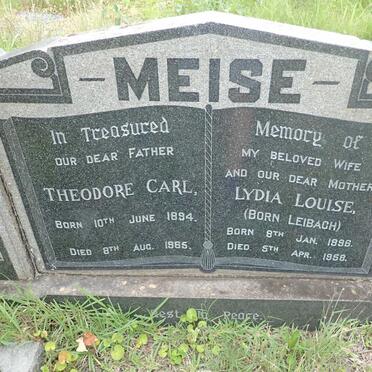 MEISE
In Treasured
OUR DEAR FATHER
THEODORE CARL,
BORN 10TH JUNE 1894.
DIED 8TH AUG. 1965.
Memory of
MY BELOVED WIFE
AND OUR DEAR MOTHER
LYDIA LOUISE,
(BORN LEIBACH)
BORN 8TH JAN. 1896.
DIED 5TH APR. 1958.
Rest In Peace